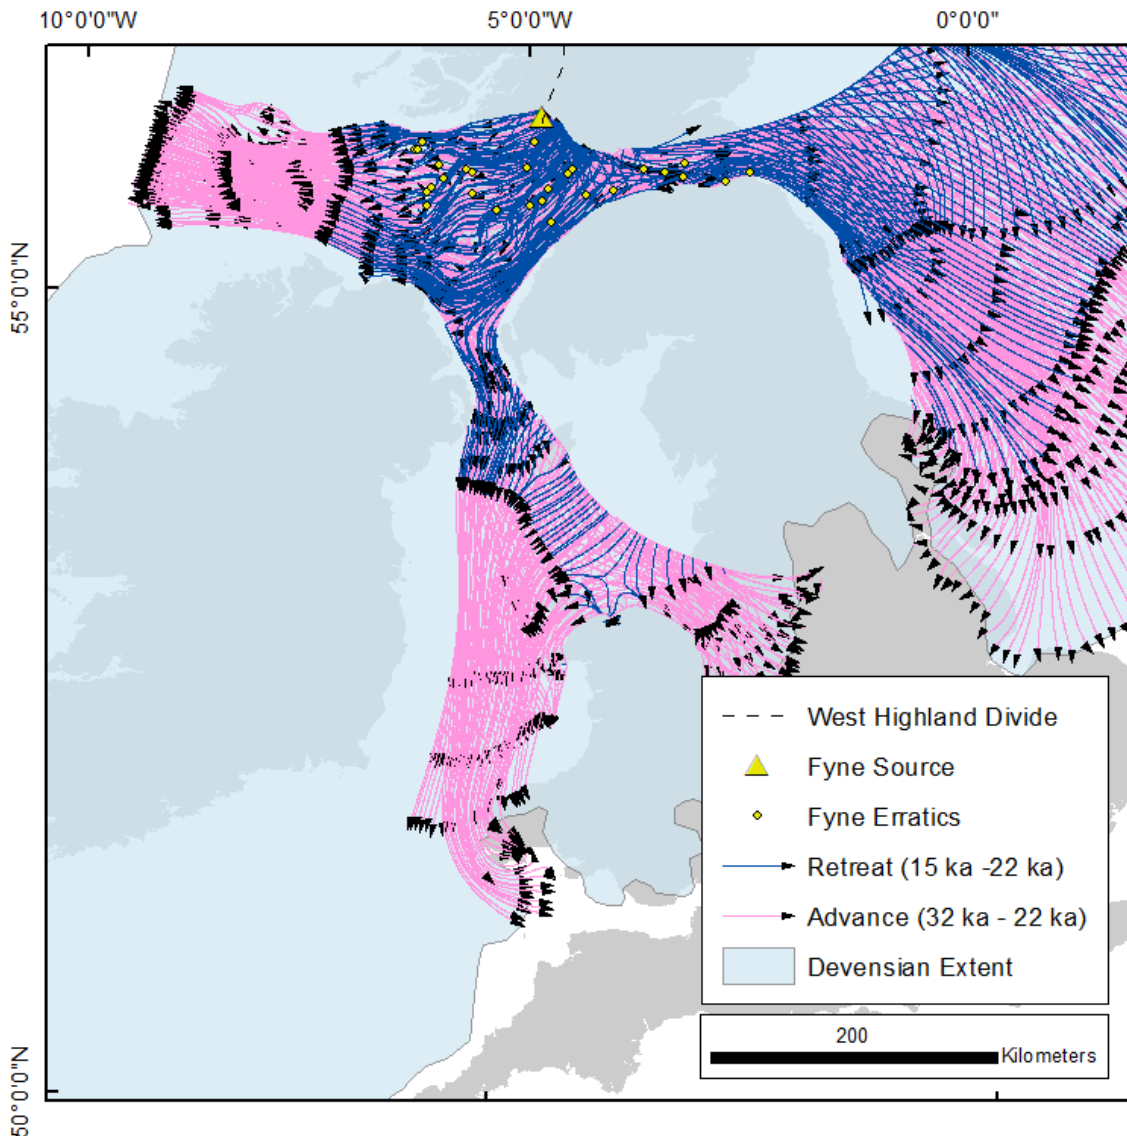 10°0'0"W 5°0'0"W 0°0'0"
55°0'0"N
50°0'0"N
West Highland Divide
Fyne Source
Fyne Erratics
Retreat (15 ka -22 ka)
Advance (32 ka - 22 ka)
Devensian Extent
200
Kilometers